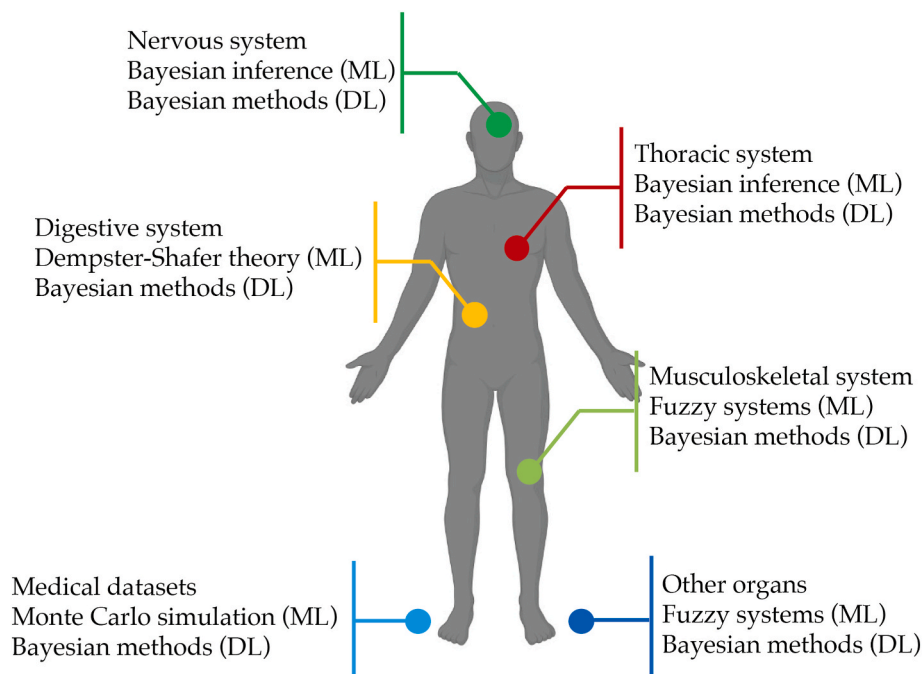 Nervous system
Bayesian inference (ML)
Bayesian methods (DL)
Thoracic system
Bayesian inference (ML)
Bayesian methods (DL)
Digestive system
Dempster-Shafer theory (ML)
Bayesian methods (DL)
Musculoskeletal system
Fuzzy systems (ML)
Bayesian methods (DL)
Medical datasets
Monte Carlo simulation (ML)
Bayesian methods (DL)
Other organs
Fuzzy systems (ML)
Bayesian methods (DL)